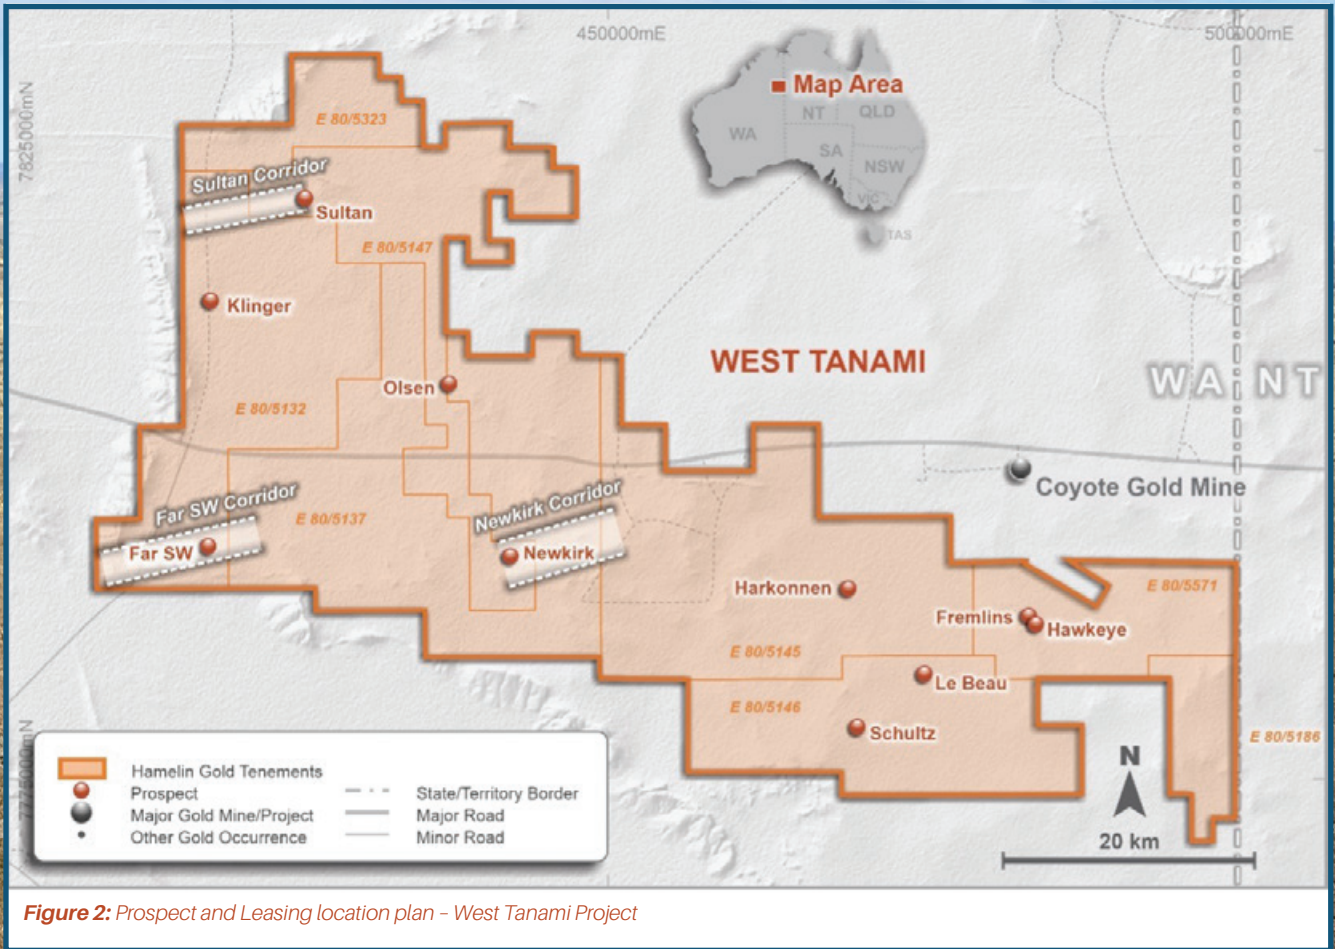 450000mE
500000mE
7825000mN
Map Area
WA
NT
QLD
SA
NSW
VIC
TAS
E 80/5323
Sultan Corridor
Sultan
E 80/5147
Klinger
WEST TANAMI
WA NT
Olsen
E 80/5132
Coyote Gold Mine
Far SW Corridor
E 80/5137
Newkirk Corridor
Far SW
Newkirk
Harkonnen
E 80/5571
Fremlins
Hawkeye
E 80/5145
Le Beau
E 80/5146
Schultz
E 80/5186
N
20 km
Hamelin Gold Tenements
Prospect
Major Gold Mine/Project
Other Gold Occurrence
State/Territory Border
Major Road
Minor Road
Figure 2: Prospect and Leasing location plan – West Tanami Project